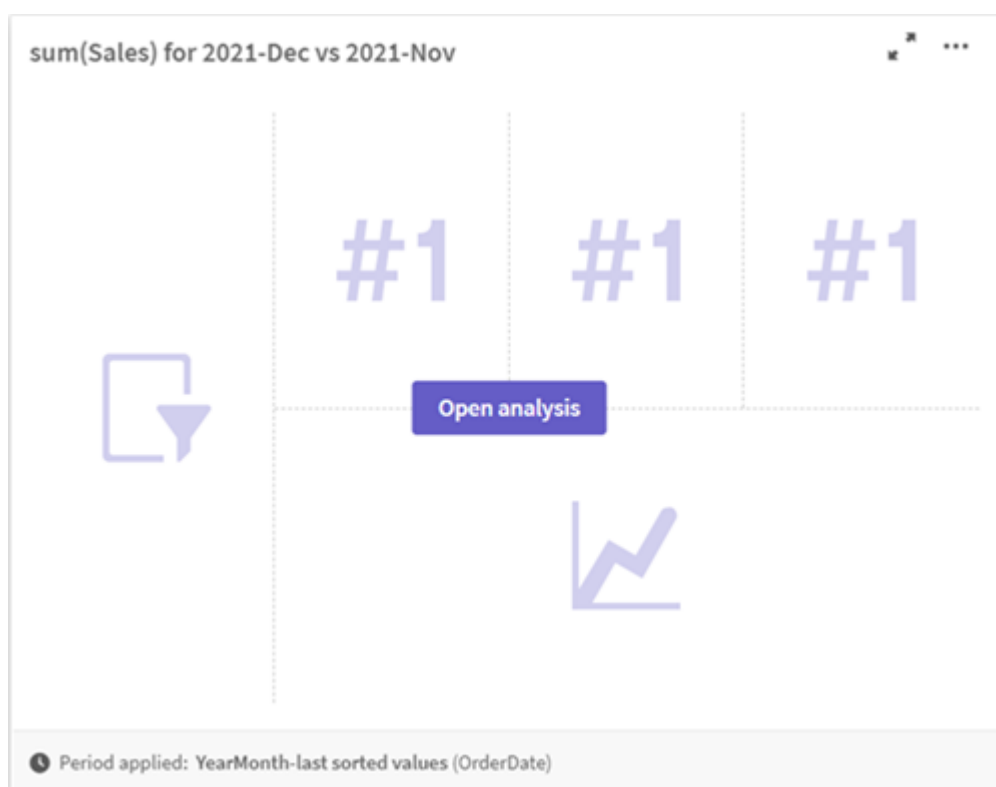 sum(Sales) for 2021-Dec vs 2021-Nov
#1 #1 #1
Open analysis
Period applied: YearMonth-last sorted values (OrderDate)